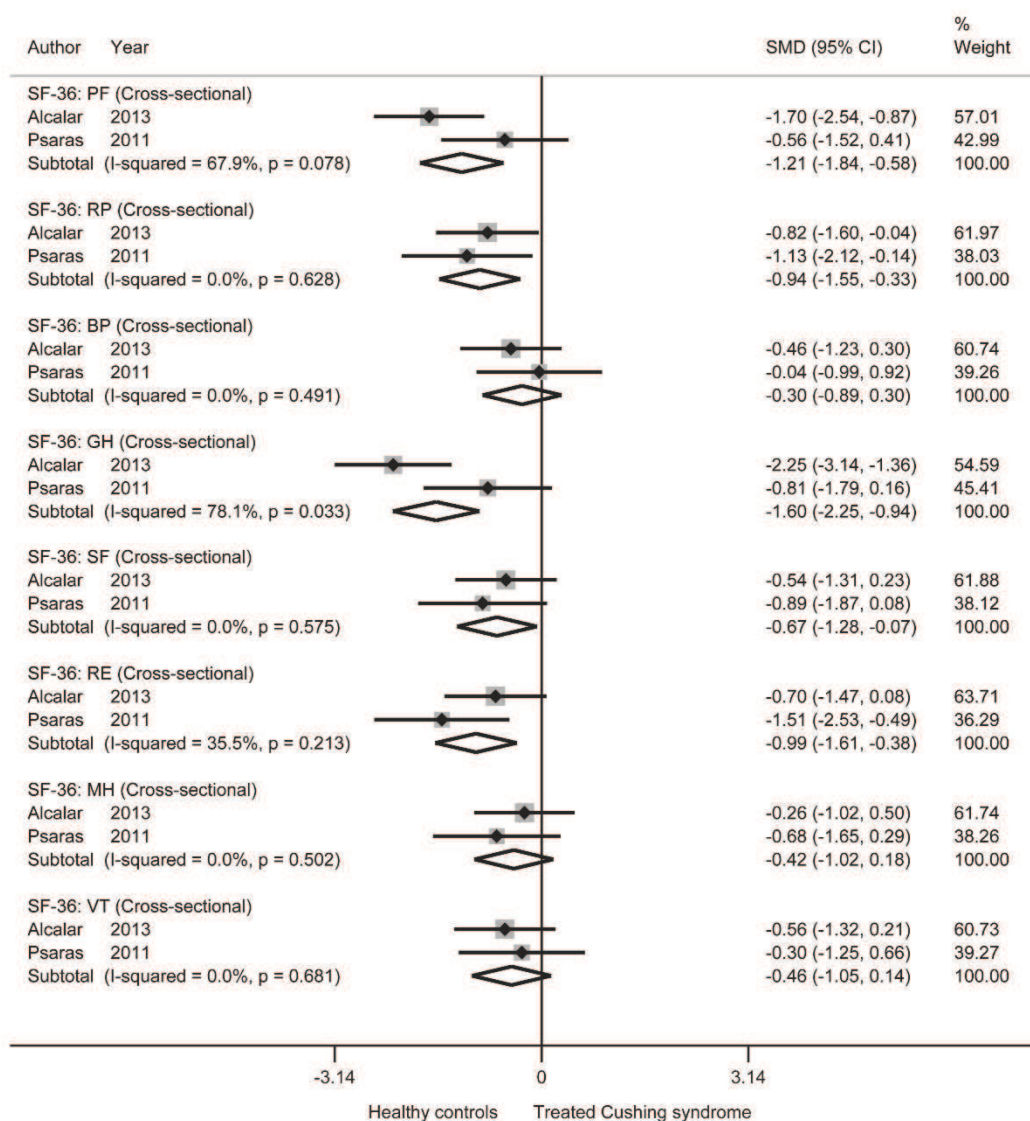 %
Author Year SMD (95% CI) Weight
SF-36: PF (Cross-sectional)
Alcalar 2013 -1.70 (-2.54, -0.87) 57.01
Psaras 2011 -0.56 (-1.52, 0.41) 42.99
Subtotal (I-squared = 67.9%, p = 0.078) -1.21 (-1.84, -0.58) 100.00
SF-36: RP (Cross-sectional)
Alcalar 2013 -0.82 (-1.60, -0.04) 61.97
Psaras 2011 -1.13 (-2.12, -0.14) 38.03
Subtotal (I-squared = 0.0%, p = 0.628) -0.94 (-1.55, -0.33) 100.00
SF-36: BP (Cross-sectional)
Alcalar 2013 -0.46 (-1.23, 0.30) 60.74
Psaras 2011 -0.04 (-0.99, 0.92) 39.26
Subtotal (I-squared = 0.0%, p = 0.491) -0.30 (-0.89, 0.30) 100.00
SF-36: GH (Cross-sectional)
Alcalar 2013 -2.25 (-3.14, -1.36) 54.59
Psaras 2011 -0.81 (-1.79, 0.16) 45.41
Subtotal (I-squared = 78.1%, p = 0.033) -1.60 (-2.25, -0.94) 100.00
SF-36: SF (Cross-sectional)
Alcalar 2013 -0.54 (-1.31, 0.23) 61.88
Psaras 2011 -0.89 (-1.87, 0.08) 38.12
Subtotal (I-squared = 0.0%, p = 0.575) -0.67 (-1.28, -0.07) 100.00
SF-36: RE (Cross-sectional)
Alcalar 2013 -0.70 (-1.47, 0.08) 63.71
Psaras 2011 -1.51 (-2.53, -0.49) 36.29
Subtotal (I-squared = 35.5%, p = 0.213) -0.99 (-1.61, -0.38) 100.00
SF-36: MH (Cross-sectional)
Alcalar 2013 -0.26 (-1.02, 0.50) 61.74
Psaras 2011 -0.68 (-1.65, 0.29) 38.26
Subtotal (I-squared = 0.0%, p = 0.502) -0.42 (-1.02, 0.18) 100.00
SF-36: VT (Cross-sectional)
Alcalar 2013 -0.56 (-1.32, 0.21) 60.73
Psaras 2011 -0.30 (-1.25, 0.66) 39.27
Subtotal (I-squared = 0.0%, p = 0.681) -0.46 (-1.05, 0.14) 100.00
-3.14 0 3.14
Healthy controls Treated Cushing syndrome